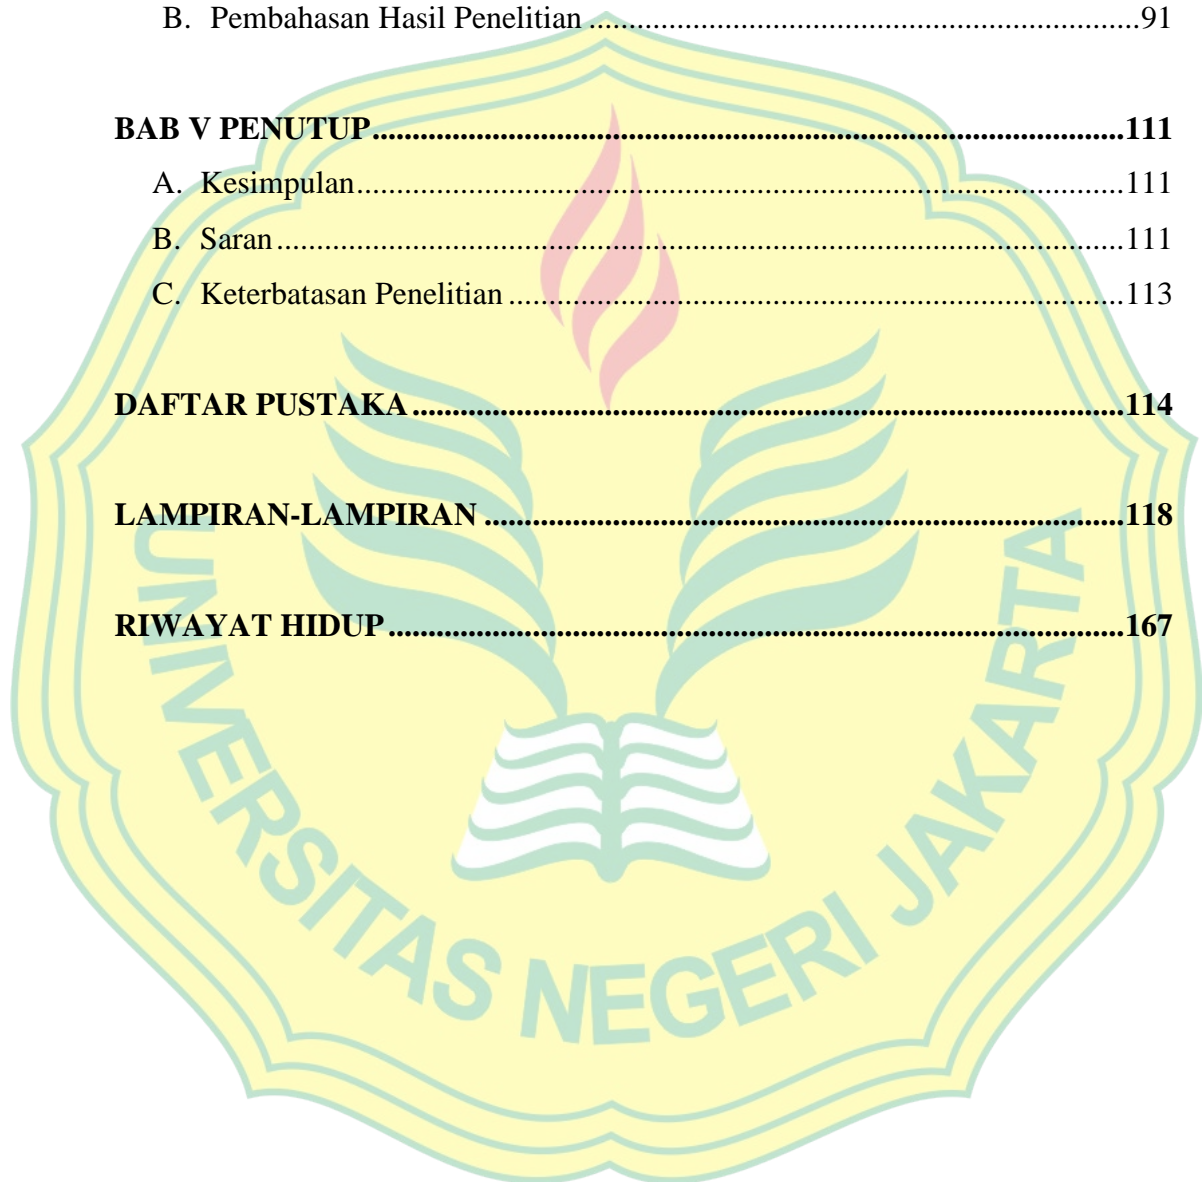 B. Pembahasan Hasil Penelitian ....................................................................91
BAB V PENUTUP.............................................................................................111
A. Kesimpulan...............................................................................................111
B. Saran.........................................................................................................111
C. Keterbatasan Penelitian ............................................................................113
DAFTAR PUSTAKA........................................................................................114
LAMPIRAN-LAMPIRAN ...............................................................................118
RIWAYAT HIDUP...........................................................................................167
UNIVERSITAS NEGERI JAKARTA